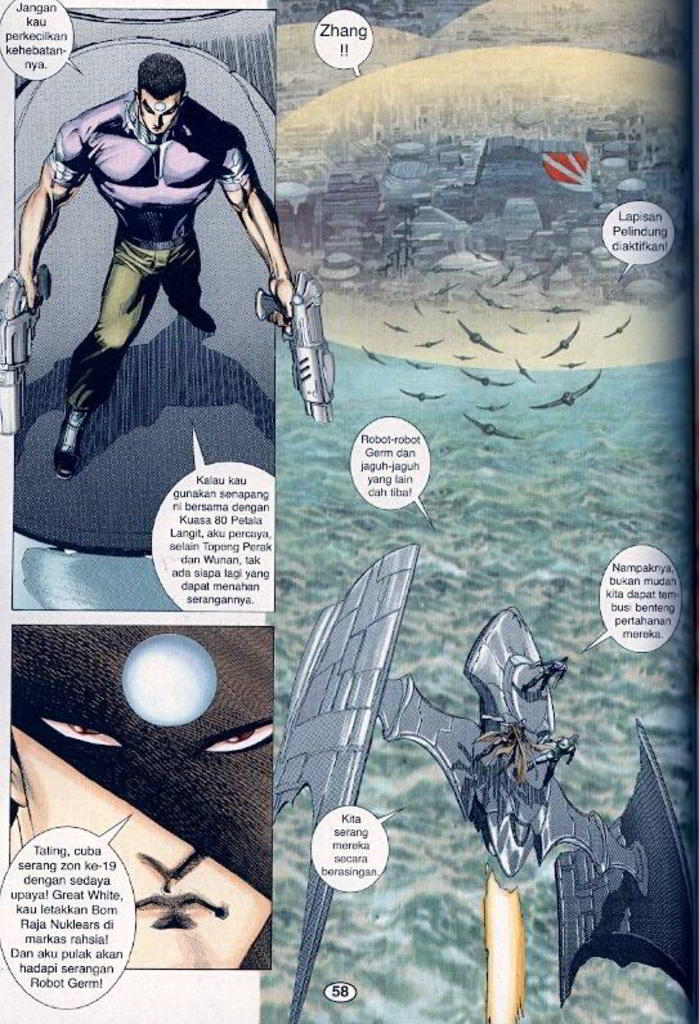 Jangan
kau
perkecilkan
kehebatan-
nya.
Kalau kau
gunakan senapang
ni bersama dengan
Kuasa 80 Petala
Langit, aku percaya,
selain Topeng Perak
dan Wunan, tak
ada siapa lagi yang
dapat menahan
serangannya.
Tating, cuba
serang zon ke-19
dengan sedaya
upaya! Great White,
kau letakkan Bom
Raja Nuklears di
markas rahsia!
Dan aku pulak akan
hadapi serangan
Robot Germ!
Zhang
!!
Lapisan
Pelindung
diaktifkan!
Robot-robot
Germ dan
jaguh-jaguh
yang lain
dah tiba!
Nampaknya,
bukan mudah
kita dapat tem-
busi benteng
pertahanan
mereka.
Kita
serang
mereka
secara
berasingan.
58